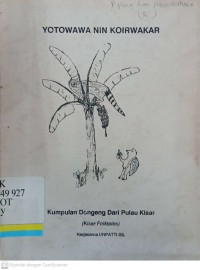 YOTOWAWA NIN KOIRWAKAR
K
49 927
OT
y
Kumpulan Dongeng Dari Pulau Kisar
(Kisar Folktales)
Kerjasama UNPATTI-SIL